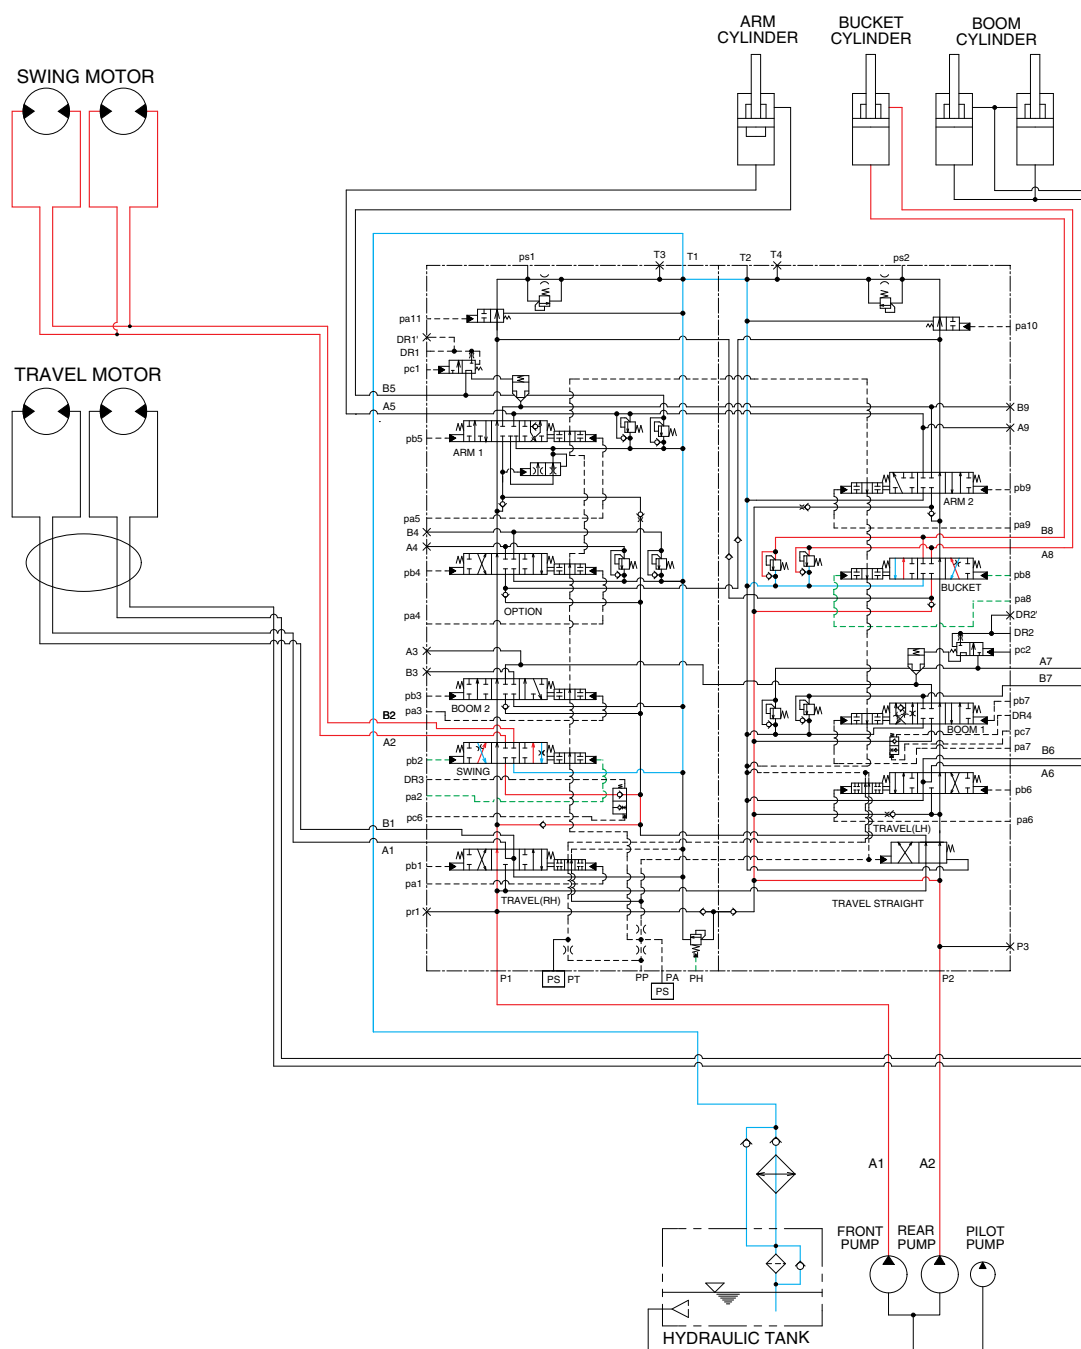 ARM
CYLINDER
BUCKET
CYLINDER
BOOM
CYLINDER
SWING MOTOR
TRAVEL MOTOR
ps1
T3
T1
T2
T4
ps2
pa11
DR1'
DR1
pc1
B5
A5
pb5
ARM 1
pa5
B4
A4
pb4
OPTION
pa4
A3
B3
pb3
BOOM 2
pa3
B2
A2
pb2
SWING
DR3
pa2
pc6
B1
A1
pb1
pa1
TRAVEL(RH)
pr1
pa10
B9
A9
pb9
ARM 2
pa9
B8
A8
pb8
BUCKET
pa8
DR2'
DR2
pc2
A7
B7
pb7
DR4
BOOM 1
pc7
pa7
B6
A6
pb6
pa6
TRAVEL(LH)
TRAVEL STRAIGHT
P3
P1
PS
PT
PP
PA
PS
PH
P2
A1
A2
FRONT
PUMP
REAR
PUMP
PILOT
PUMP
HYDRAULIC TANK